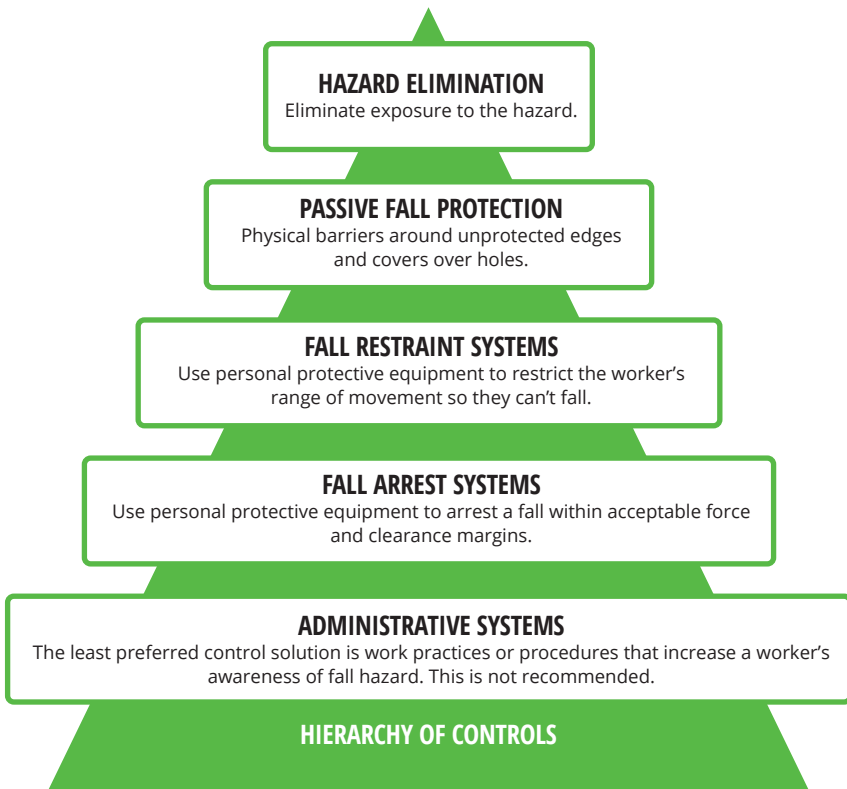 HAZARD ELIMINATION
Eliminate exposure to the hazard.
PASSIVE FALL PROTECTION
Physical barriers around unprotected edges
and covers over holes.
FALL RESTRAINT SYSTEMS
Use personal protective equipment to restrict the worker’s
range of movement so they can’t fall.
FALL ARREST SYSTEMS
Use personal protective equipment to arrest a fall within acceptable force
and clearance margins.
ADMINISTRATIVE SYSTEMS
The least preferred control solution is work practices or procedures that increase a worker’s
awareness of fall hazard. This is not recommended.
HIERARCHY OF CONTROLS